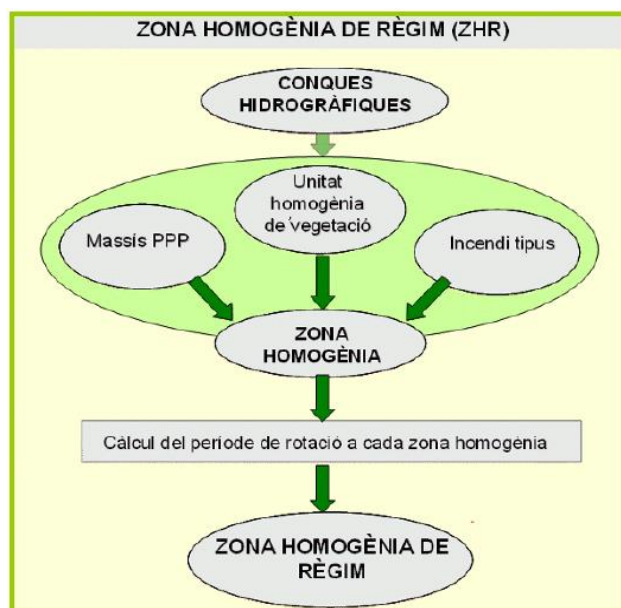 ZONA HOMOGÈNIA DE RÈGIM (ZHR)
CONQUES
HIDROGRÀFIQUES
Unitat
homogènia
de vegetació
Massís PPP
Incendi tipus
ZONA
HOMOGÈNIA
Càlcul del període de rotació a cada zona homogènia
ZONA HOMOGÈNIA DE
RÈGIM